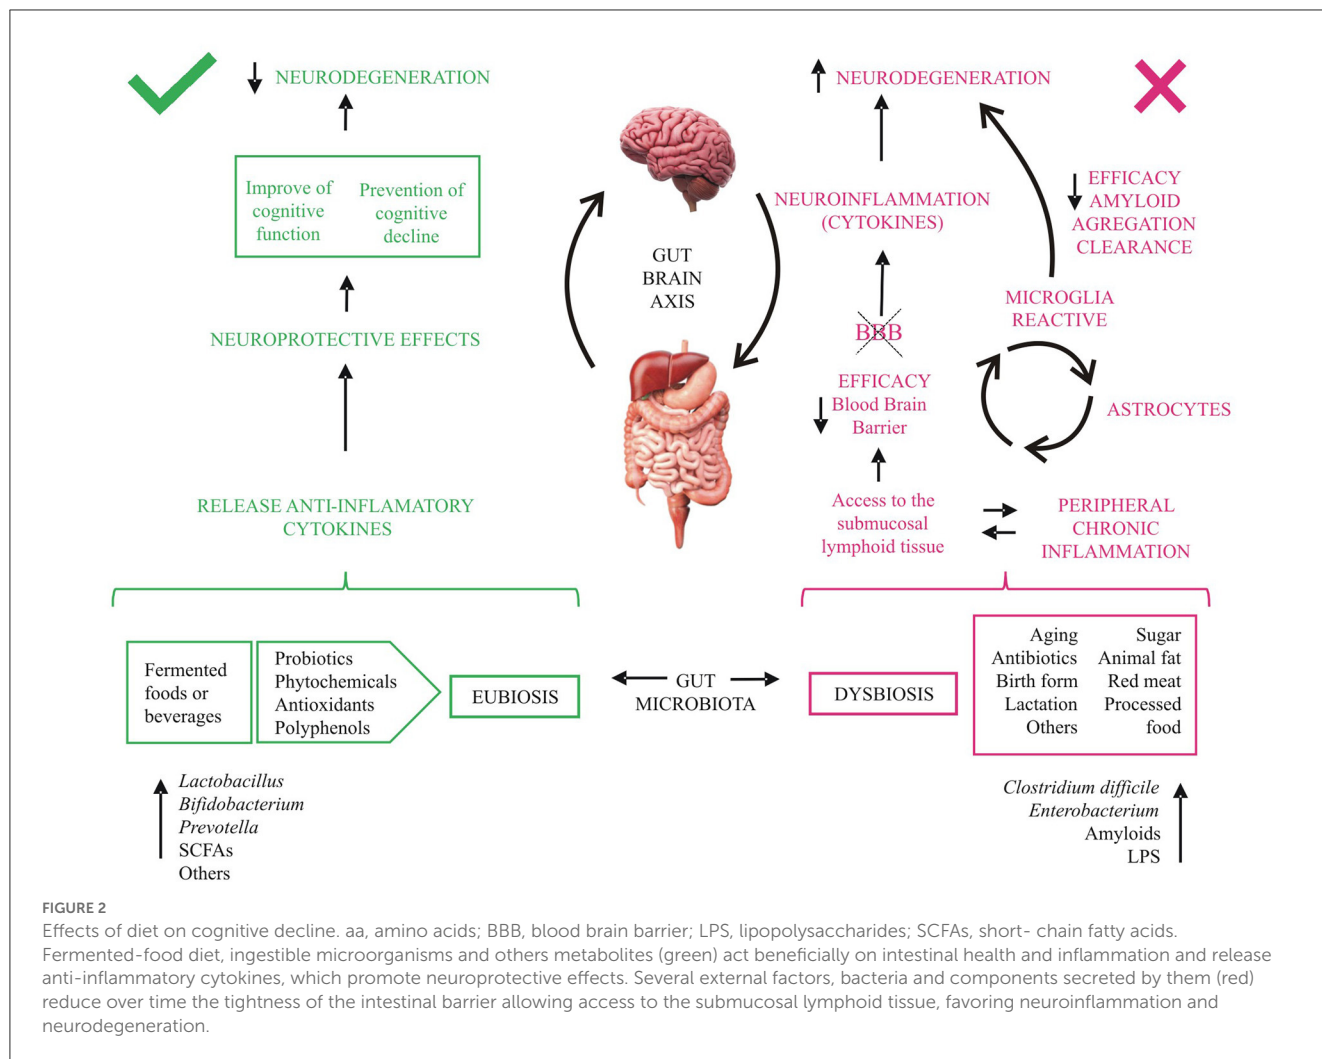 NEURODEGENERATION
Improve of
cognitive
function
Prevention of
cognitive
decline
NEUROPROTECTIVE EFFECTS
RELEASE ANTI-INFLAMATORY
CYTOKINES
Fermented
foods or
beverages
Probiotics
Phytochemicals
Antioxidants
Polyphenols
EUBIOSIS
Lactobacillus
Bifidobacterium
Prevotella
SCFAs
Others
GUT
BRAIN
AXIS
GUT
MICROBIOTA
NEURODEGENERATION
NEUROINFLAMMATION
(CYTOKINES)
BBB
EFFICACY
Blood Brain
Barrier
Access to the
submucosal
lymphoid tissue
EFFICACY
AMYLOID
AGREGATION
CLEARANCE
MICROGLIA
REACTIVE
ASTROCYTES
PERIPHERAL
CHRONIC
INFLAMMATION
DYSBIOSIS
Aging
Antibiotics
Birth form
Lactation
Others
Sugar
Animal fat
Red meat
Processed
food
Clostridium difficile
Enterobacterium
Amyloids
LPS
FIGURE 2
Effects of diet on cognitive decline. aa, amino acids; BBB, blood brain barrier; LPS, lipopolysaccharides; SCFAs, short- chain fatty acids.
Fermented-food diet, ingestible microorganisms and others metabolites (green) act beneficially on intestinal health and inflammation and release
anti-inflammatory cytokines, which promote neuroprotective effects. Several external factors, bacteria and components secreted by them (red)
reduce over time the tightness of the intestinal barrier allowing access to the submucosal lymphoid tissue, favoring neuroinflammation and
neurodegeneration.